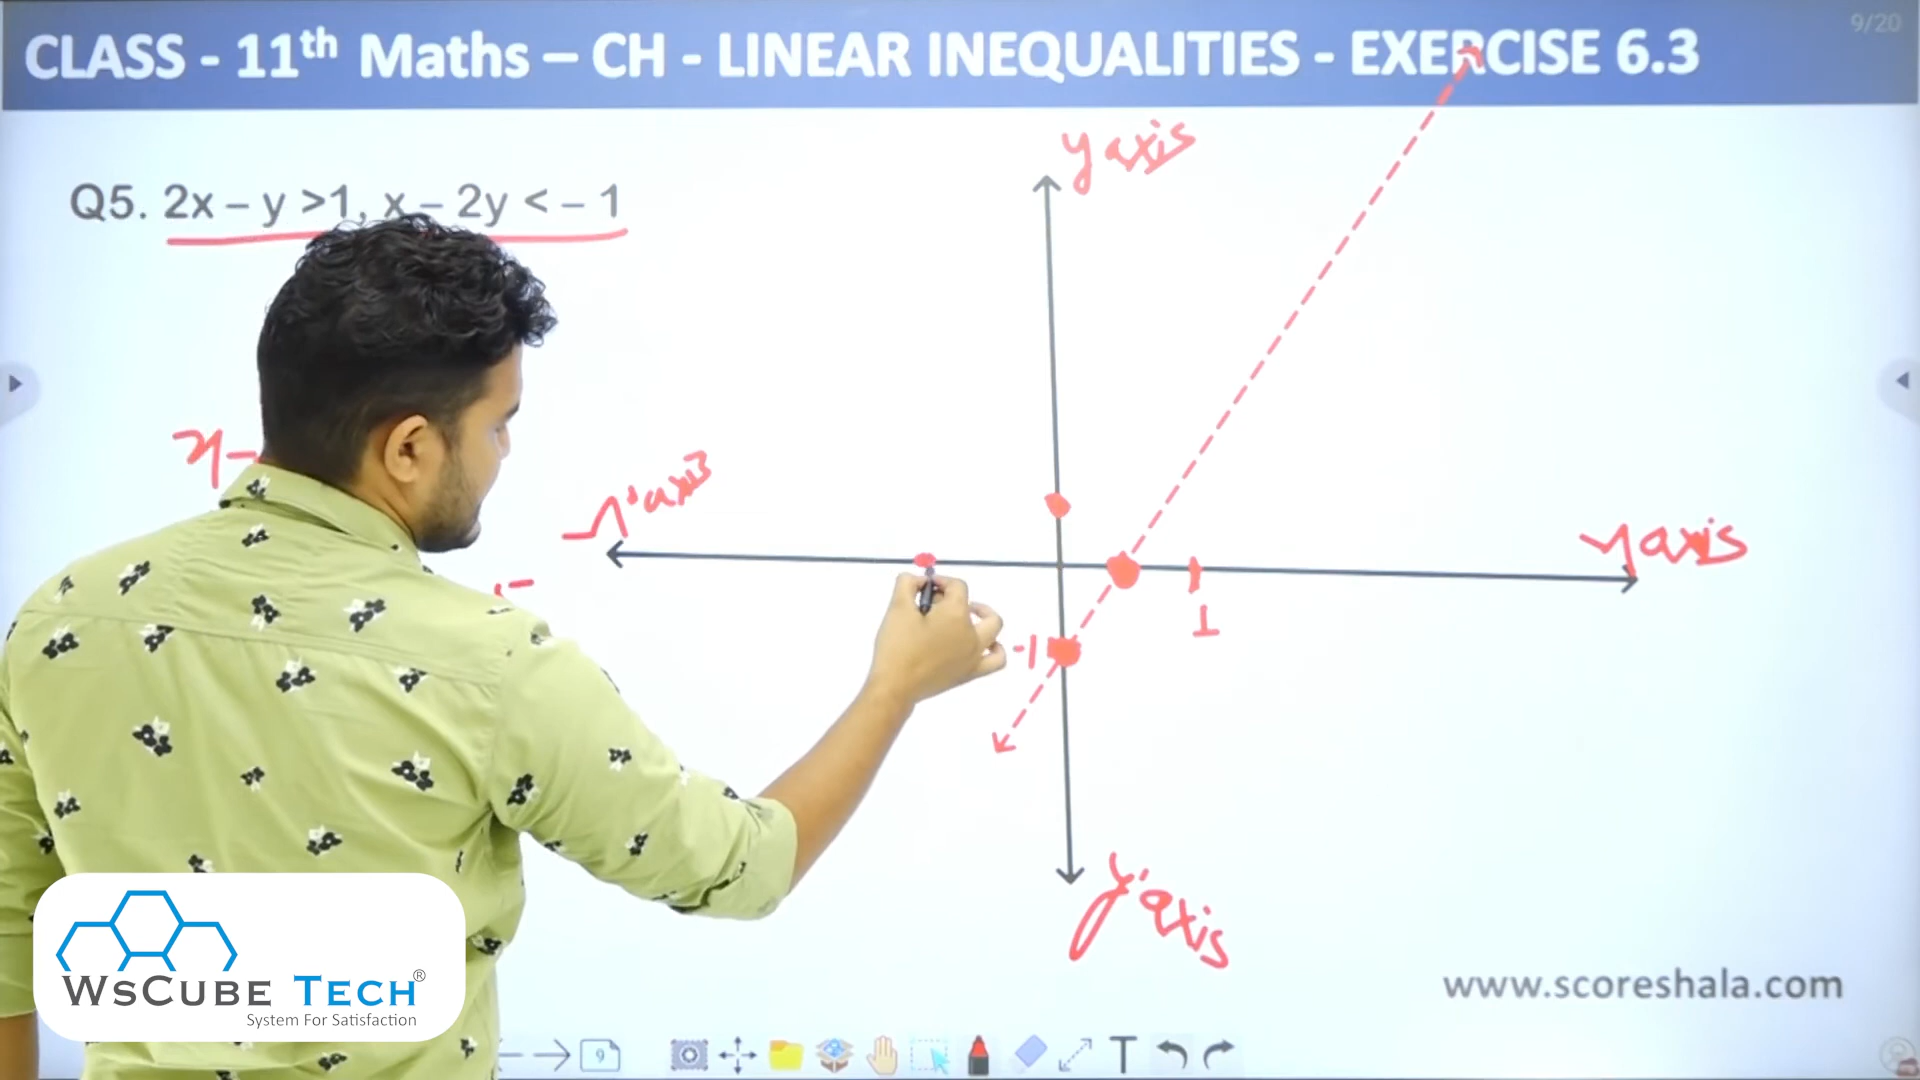 9/20
CLASS - 11th Maths – CH - LINEAR INEQUALITIES - EXERCISE 6.3
y axis
Q5. 2x – y >1, x – 2y < – 1
x –
x' axis
x axis
1
-1
y' axis
www.scoreshala.com
WsCube Tech®
System For Satisfaction
9
T